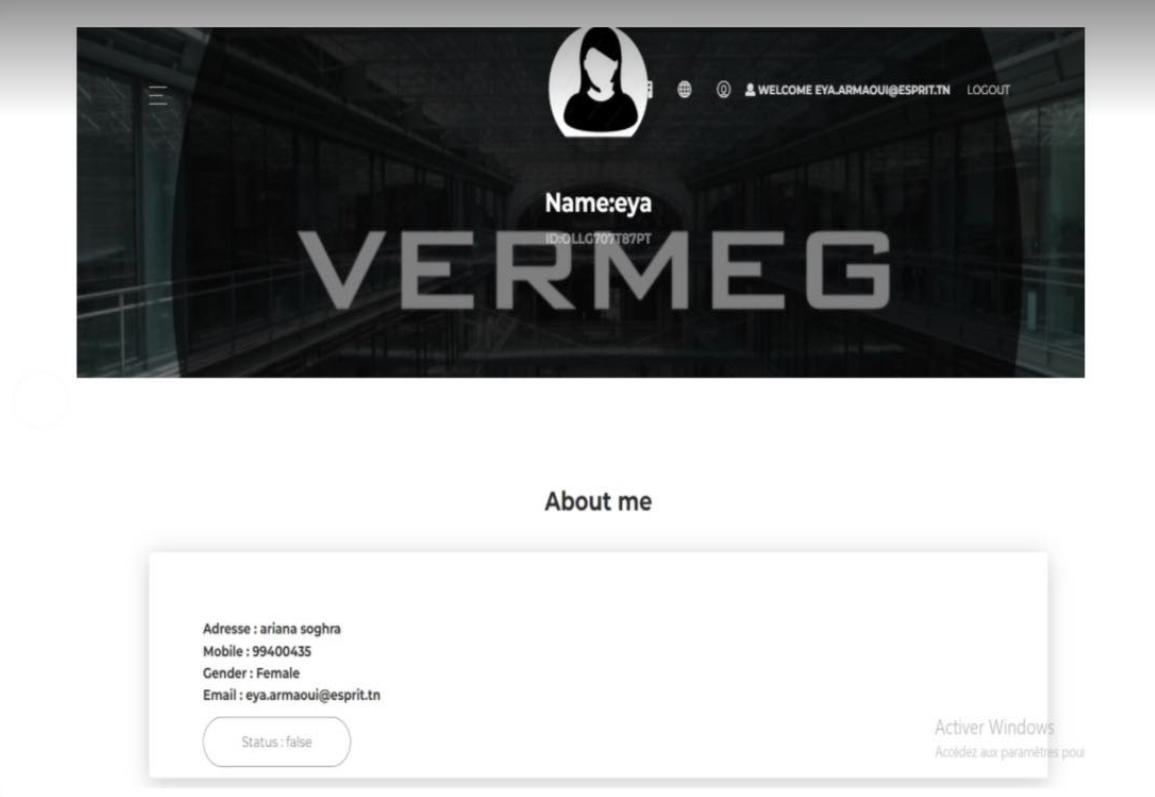 WELCOME EYA.ARMAOUI@ESPRIT.TN LOGOUT
Name:eya
ID:OLLG707T87PT
VERMEG
About me
Adresse : ariana soghra
Mobile : 99400435
Gender : Female
Email : eya.armaoui@esprit.tn
Status : false
Activer Windows
Accédez aux paramètres pour